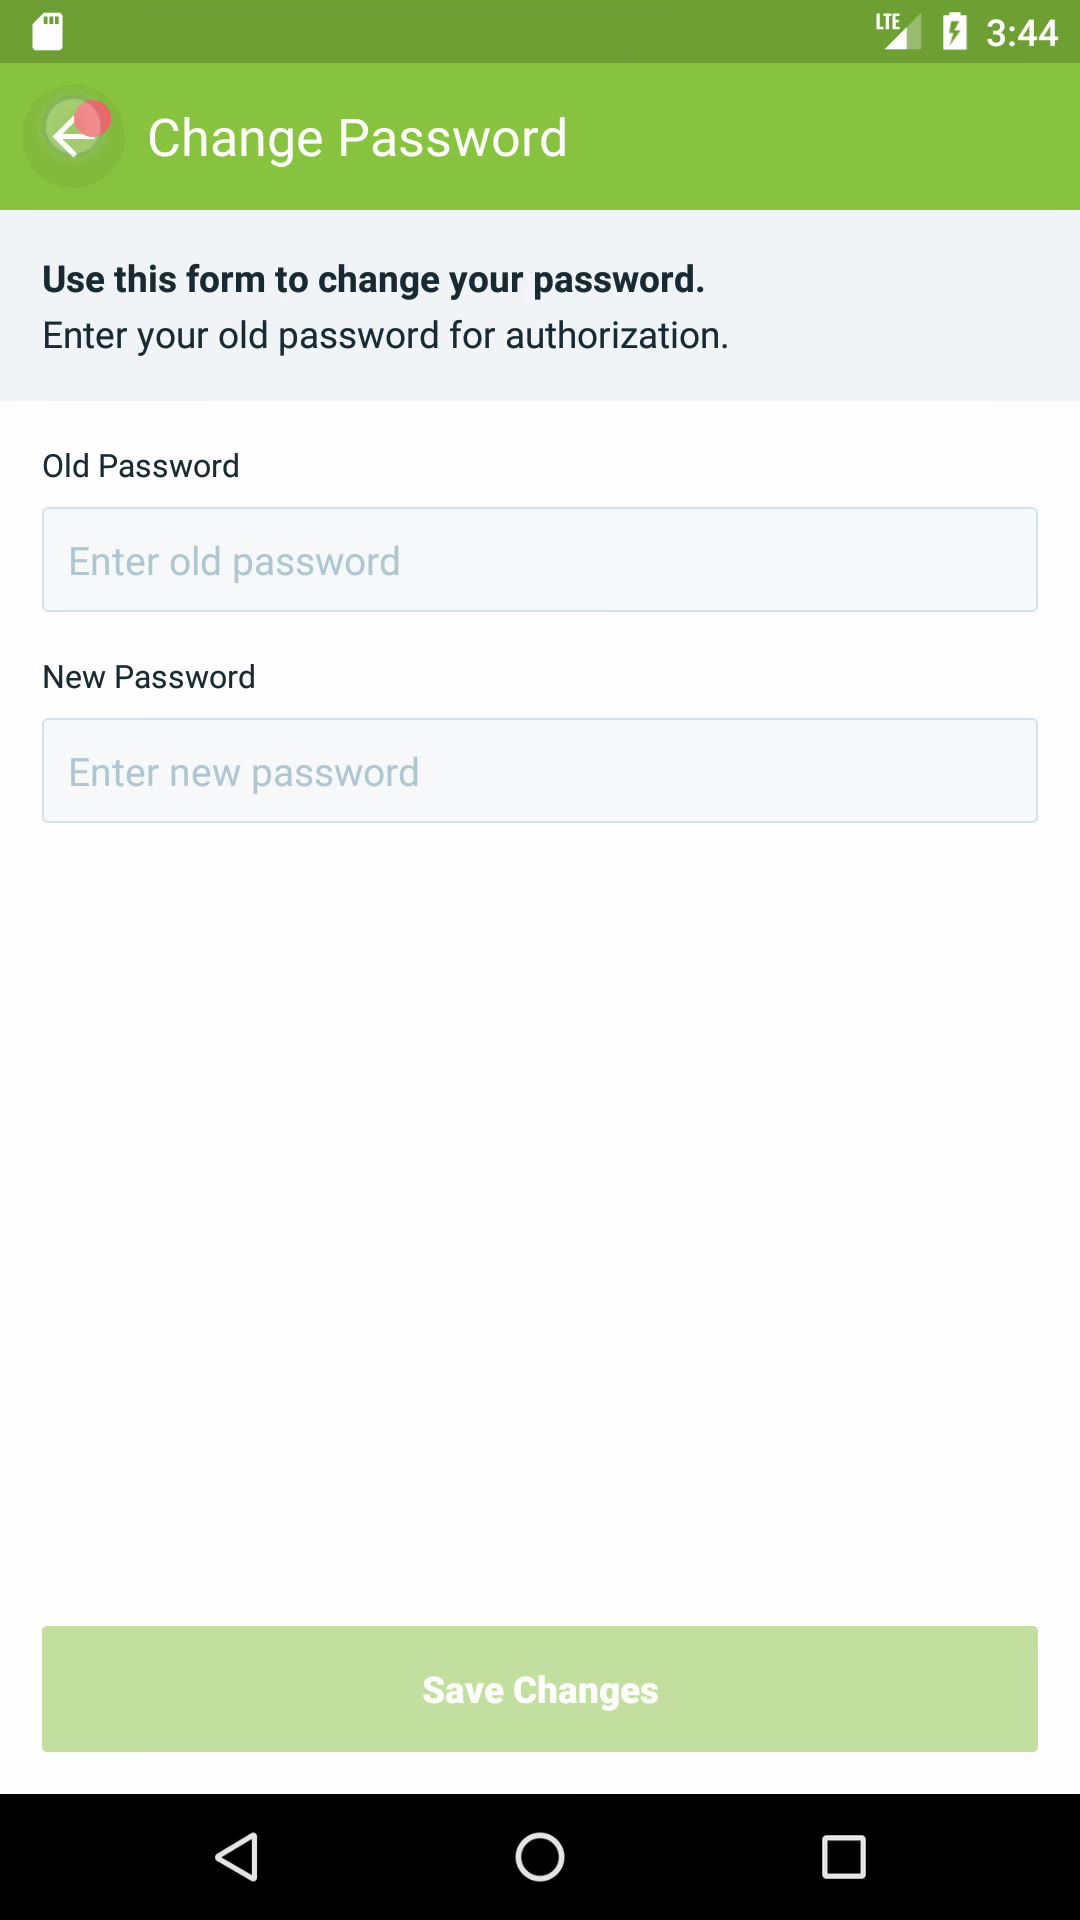 LTE 3:44
Change Password
Use this form to change your password.
Enter your old password for authorization.
Old Password
Enter old password
New Password
Enter new password
Save Changes